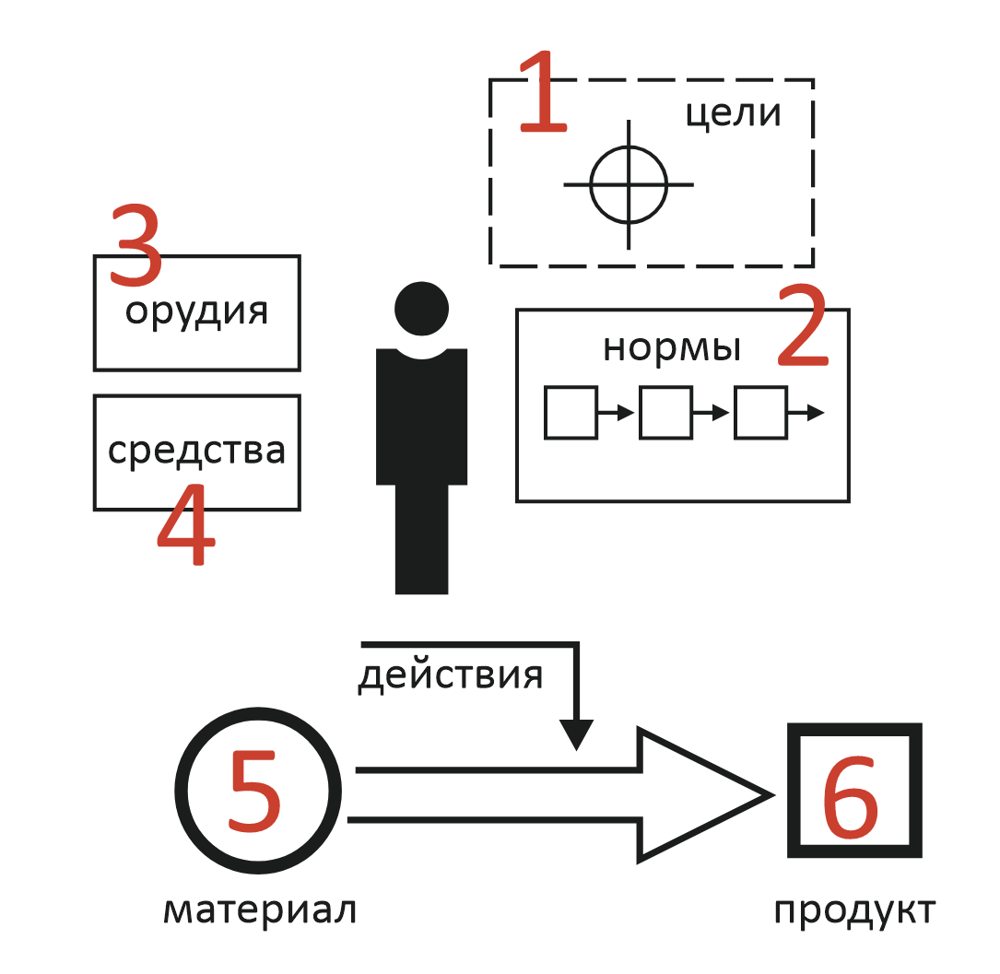 1
цели
3
орудия
2
нормы
средства
4
действия
5
6
материал
продукт